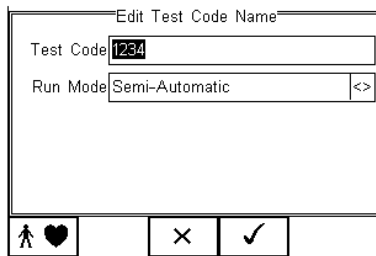 Edit Test Code Name
Test Code 1234
Run Mode Semi-Automatic <>